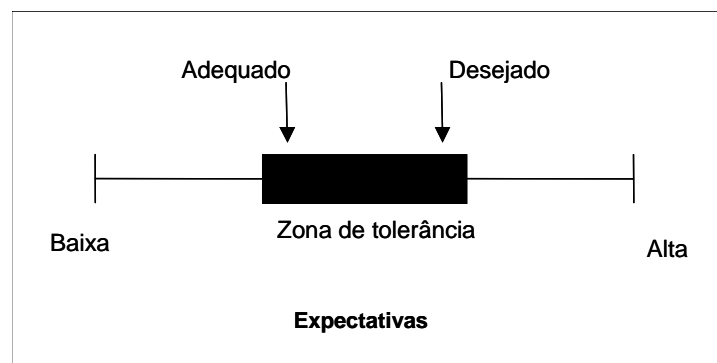 Adequado
Desejado
Zona de tolerância
Baixa
Alta
Expectativas